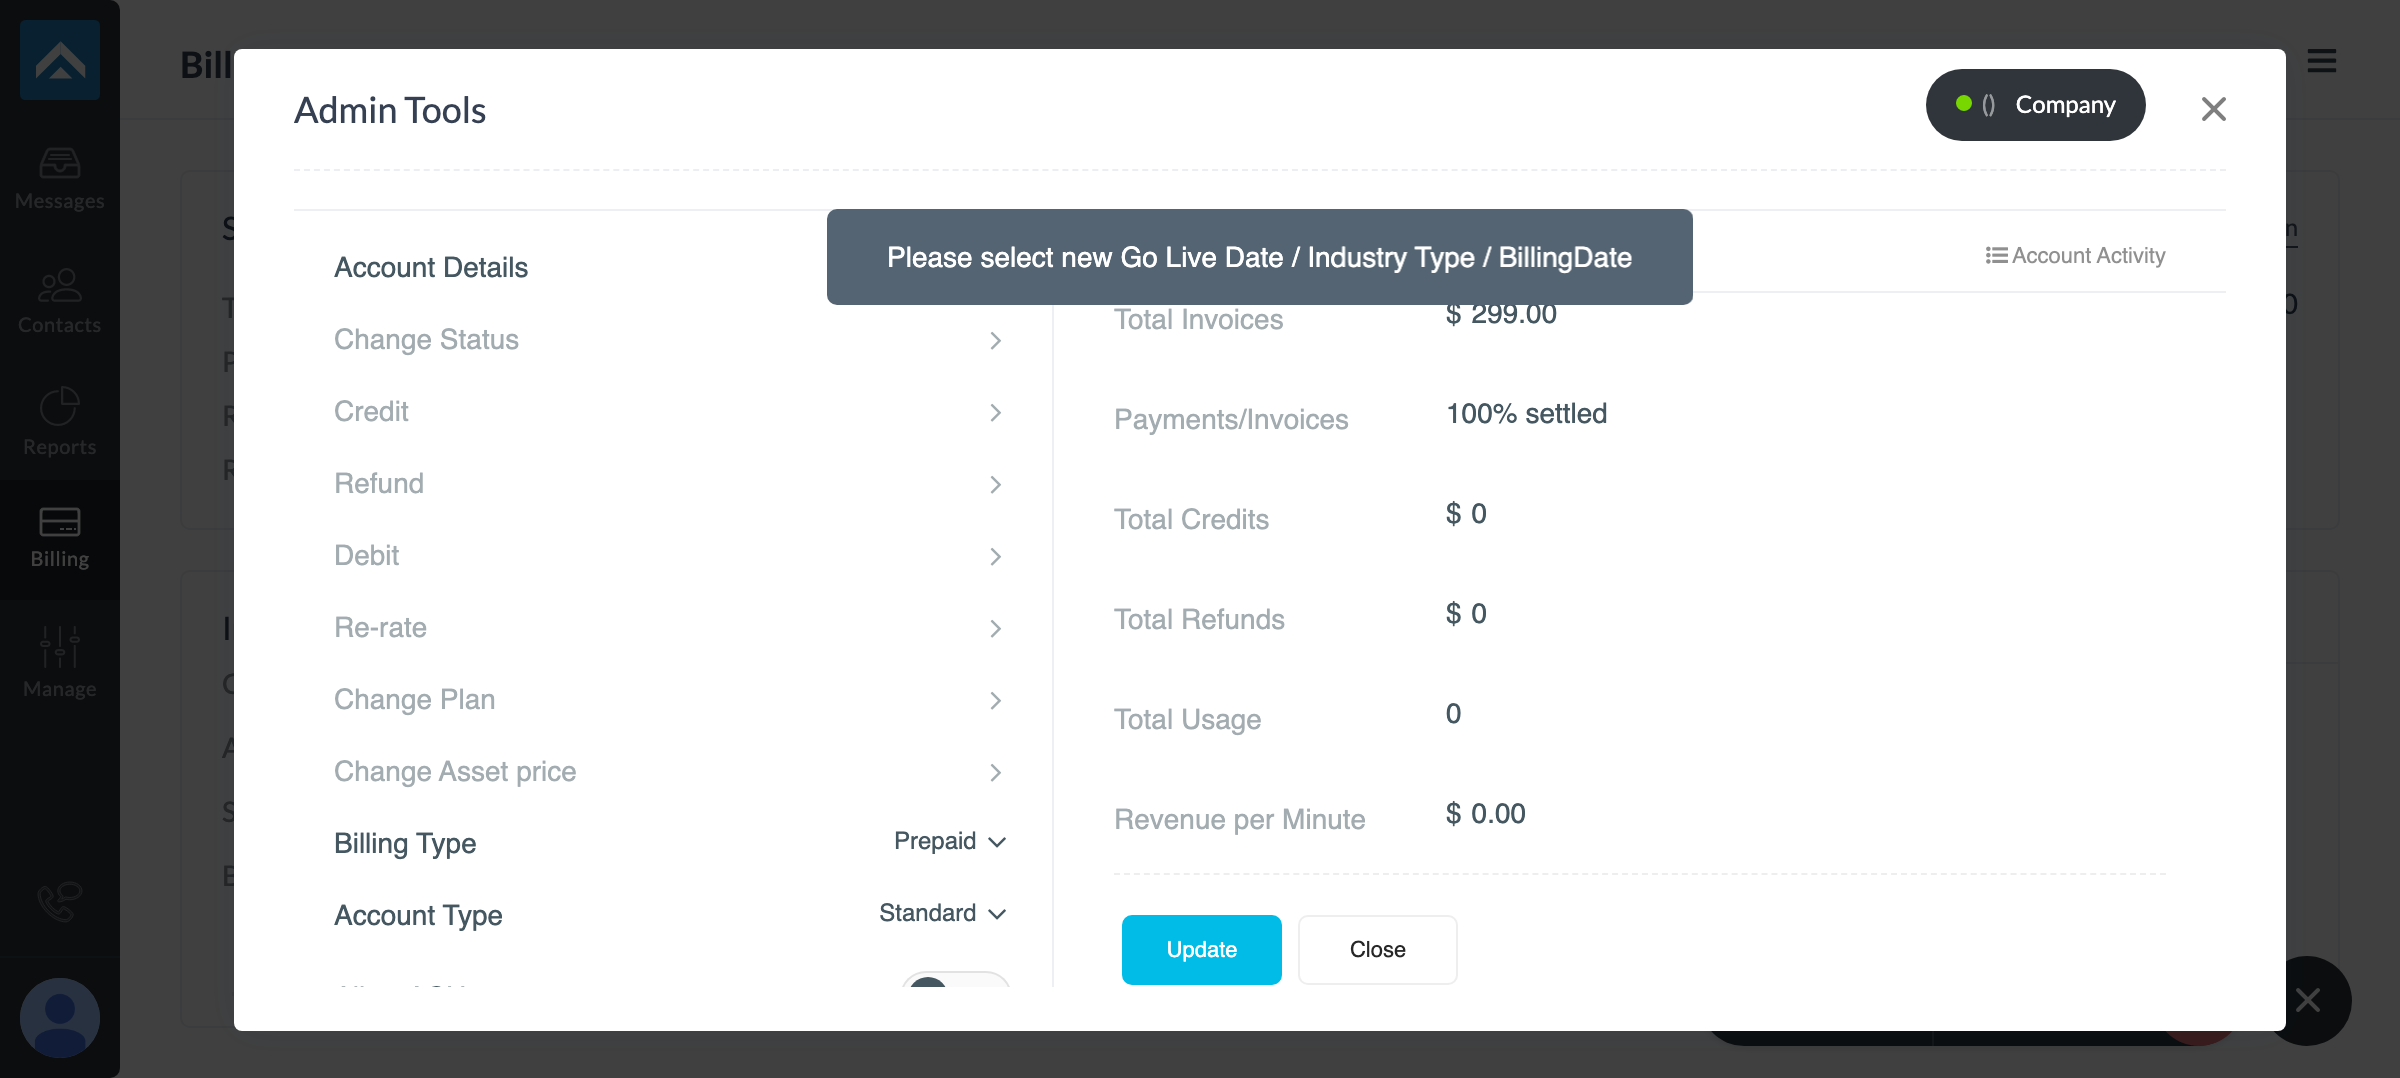 Bill
Admin Tools
() Company
Messages
Contacts
Reports
Billing
Manage
Please select new Go Live Date / Industry Type / BillingDate
Account Activity
Account Details
Change Status
Credit
Refund
Debit
Re-rate
Change Plan
Change Asset price
Billing Type Prepaid
Account Type Standard
Total Invoices $ 299.00
Payments/Invoices 100% settled
Total Credits $ 0
Total Refunds $ 0
Total Usage 0
Revenue per Minute $ 0.00
Update
Close